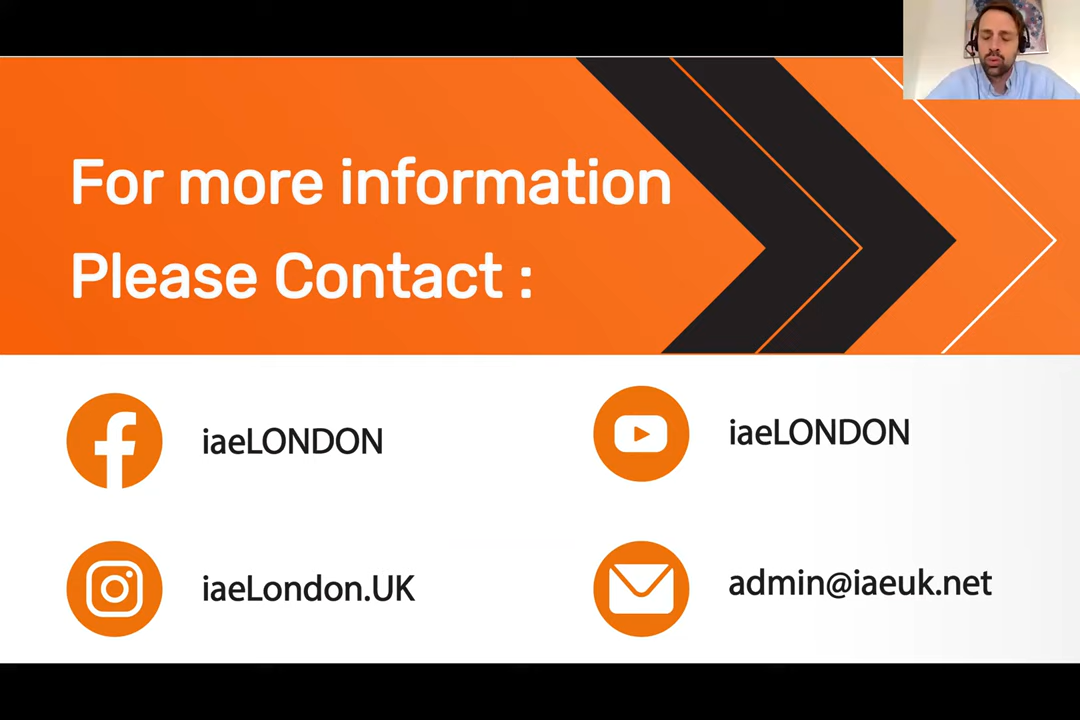 For more information
Please Contact :
iaeLONDON
iaeLONDON
iaeLondon.UK
admin@iaeuk.net